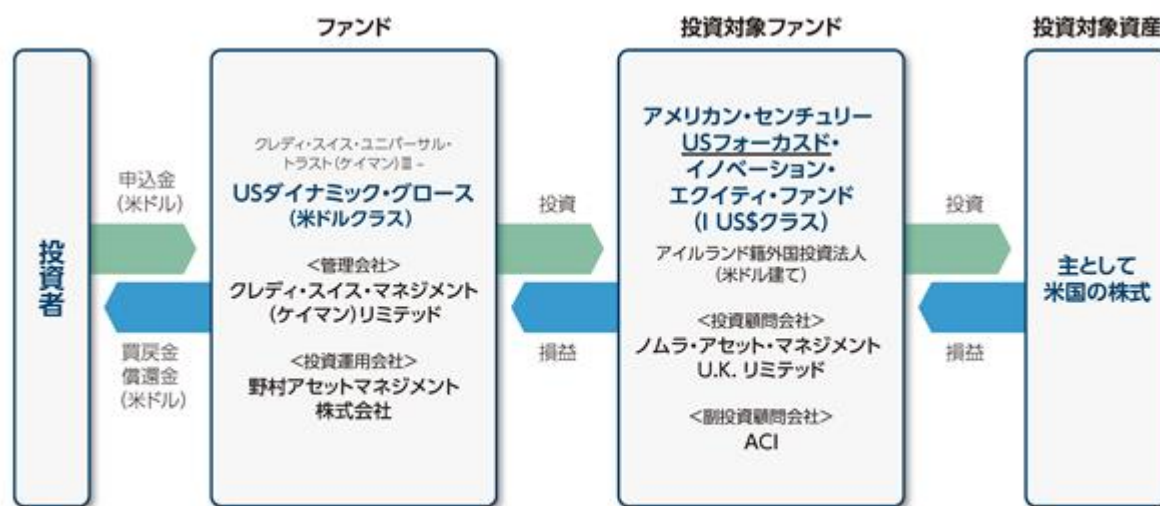 ファンド
投資対象ファンド
投資対象資産
投資者
申込金
(米ドル)
買戻金
償還金
(米ドル)
クレディ・スイス・ユニバーサル・
トラスト(ケイマン)Ⅲ –
USダイナミック・グロース
(米ドルクラス)
<管理会社>
クレディ・スイス・マネジメント
(ケイマン)リミテッド
<投資運用会社>
野村アセットマネジメント
株式会社
投資
損益
アメリカン・センチュリー
USフォーカスド・
イノベーション・
エクイティ・ファンド
(I US$クラス)
アイルランド籍外国投資法人
(米ドル建て)
<投資顧問会社>
ノムラ・アセット・マネジメント
U.K. リミテッド
<副投資顧問会社>
ACI
投資
損益
主として
米国の株式